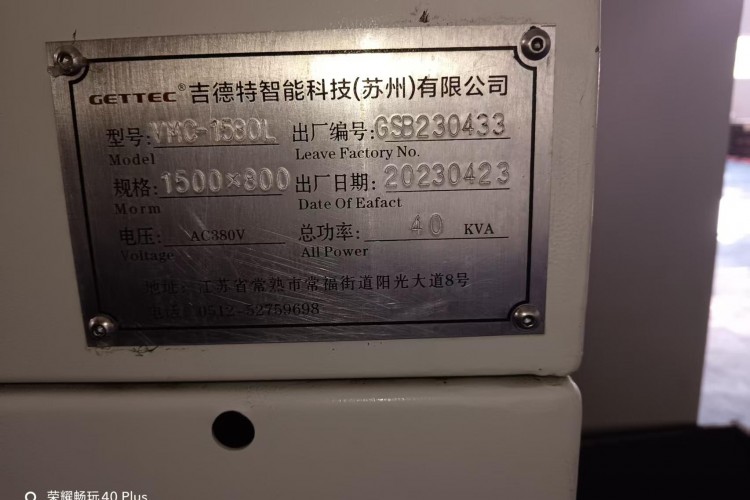 GETTEC® 吉德特智能科技(苏州)有限公司
型号: VMC-1580L 出厂编号: GSB230433
Model Leave Factory No.
规格: 1500×800 出厂日期: 20230423
Morm Date Of Eafact
电压: AC380V 总功率: 40 KVA
Voltage All Power
地址: 江苏省常熟市常福街道阳光大道8号
电话: 0512-52759698
荣耀畅玩40 Plus